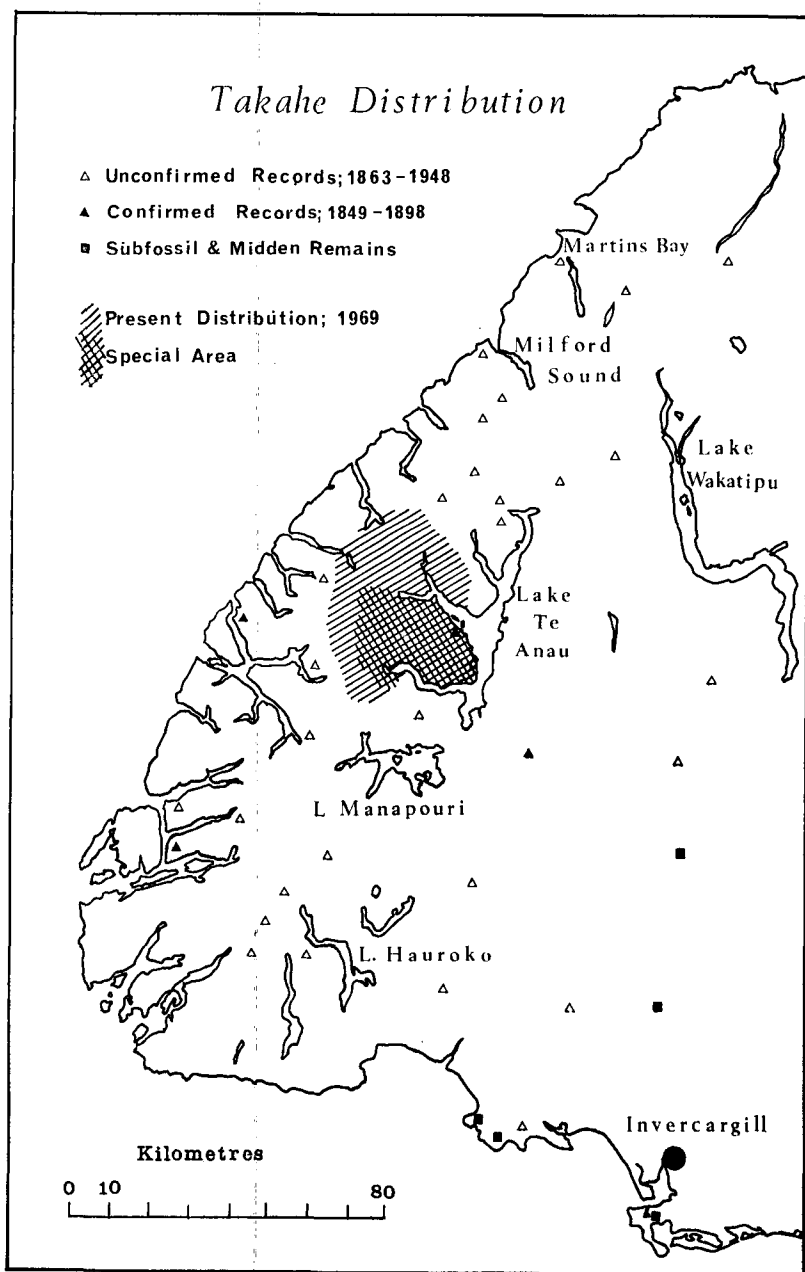 Takahe Distribution
Unconfirmed Records; 1863-1948
Confirmed Records; 1849-1898
Subfossil & Midden Remains
Present Distribution; 1969
Special Area
Martins Bay
Milford
Sound
Lake
Wakatipu
Lake
Te
Anau
L Manapouri
L. Hauroko
Invercargill
Kilometres
0 10 80